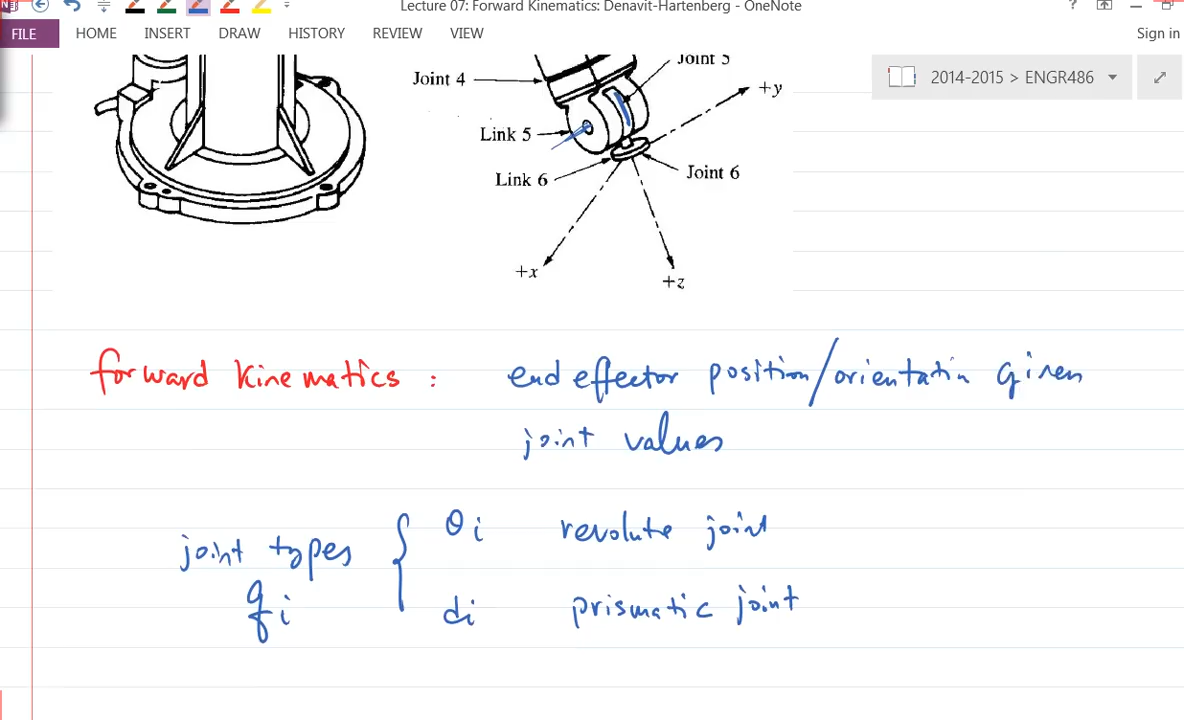 Lecture 07: Forward Kinematics: Denavit-Hartenberg - OneNote
?
FILE HOME INSERT DRAW HISTORY REVIEW VIEW Sign in
2014-2015 > ENGR486
Joint 4
Joint 5
+y
Link 5
Link 6
Joint 6
+x
+z
forward kinematics : end effector position/orientatin given
joint values
joint types { θi revolute joint
qi di prismatic joint